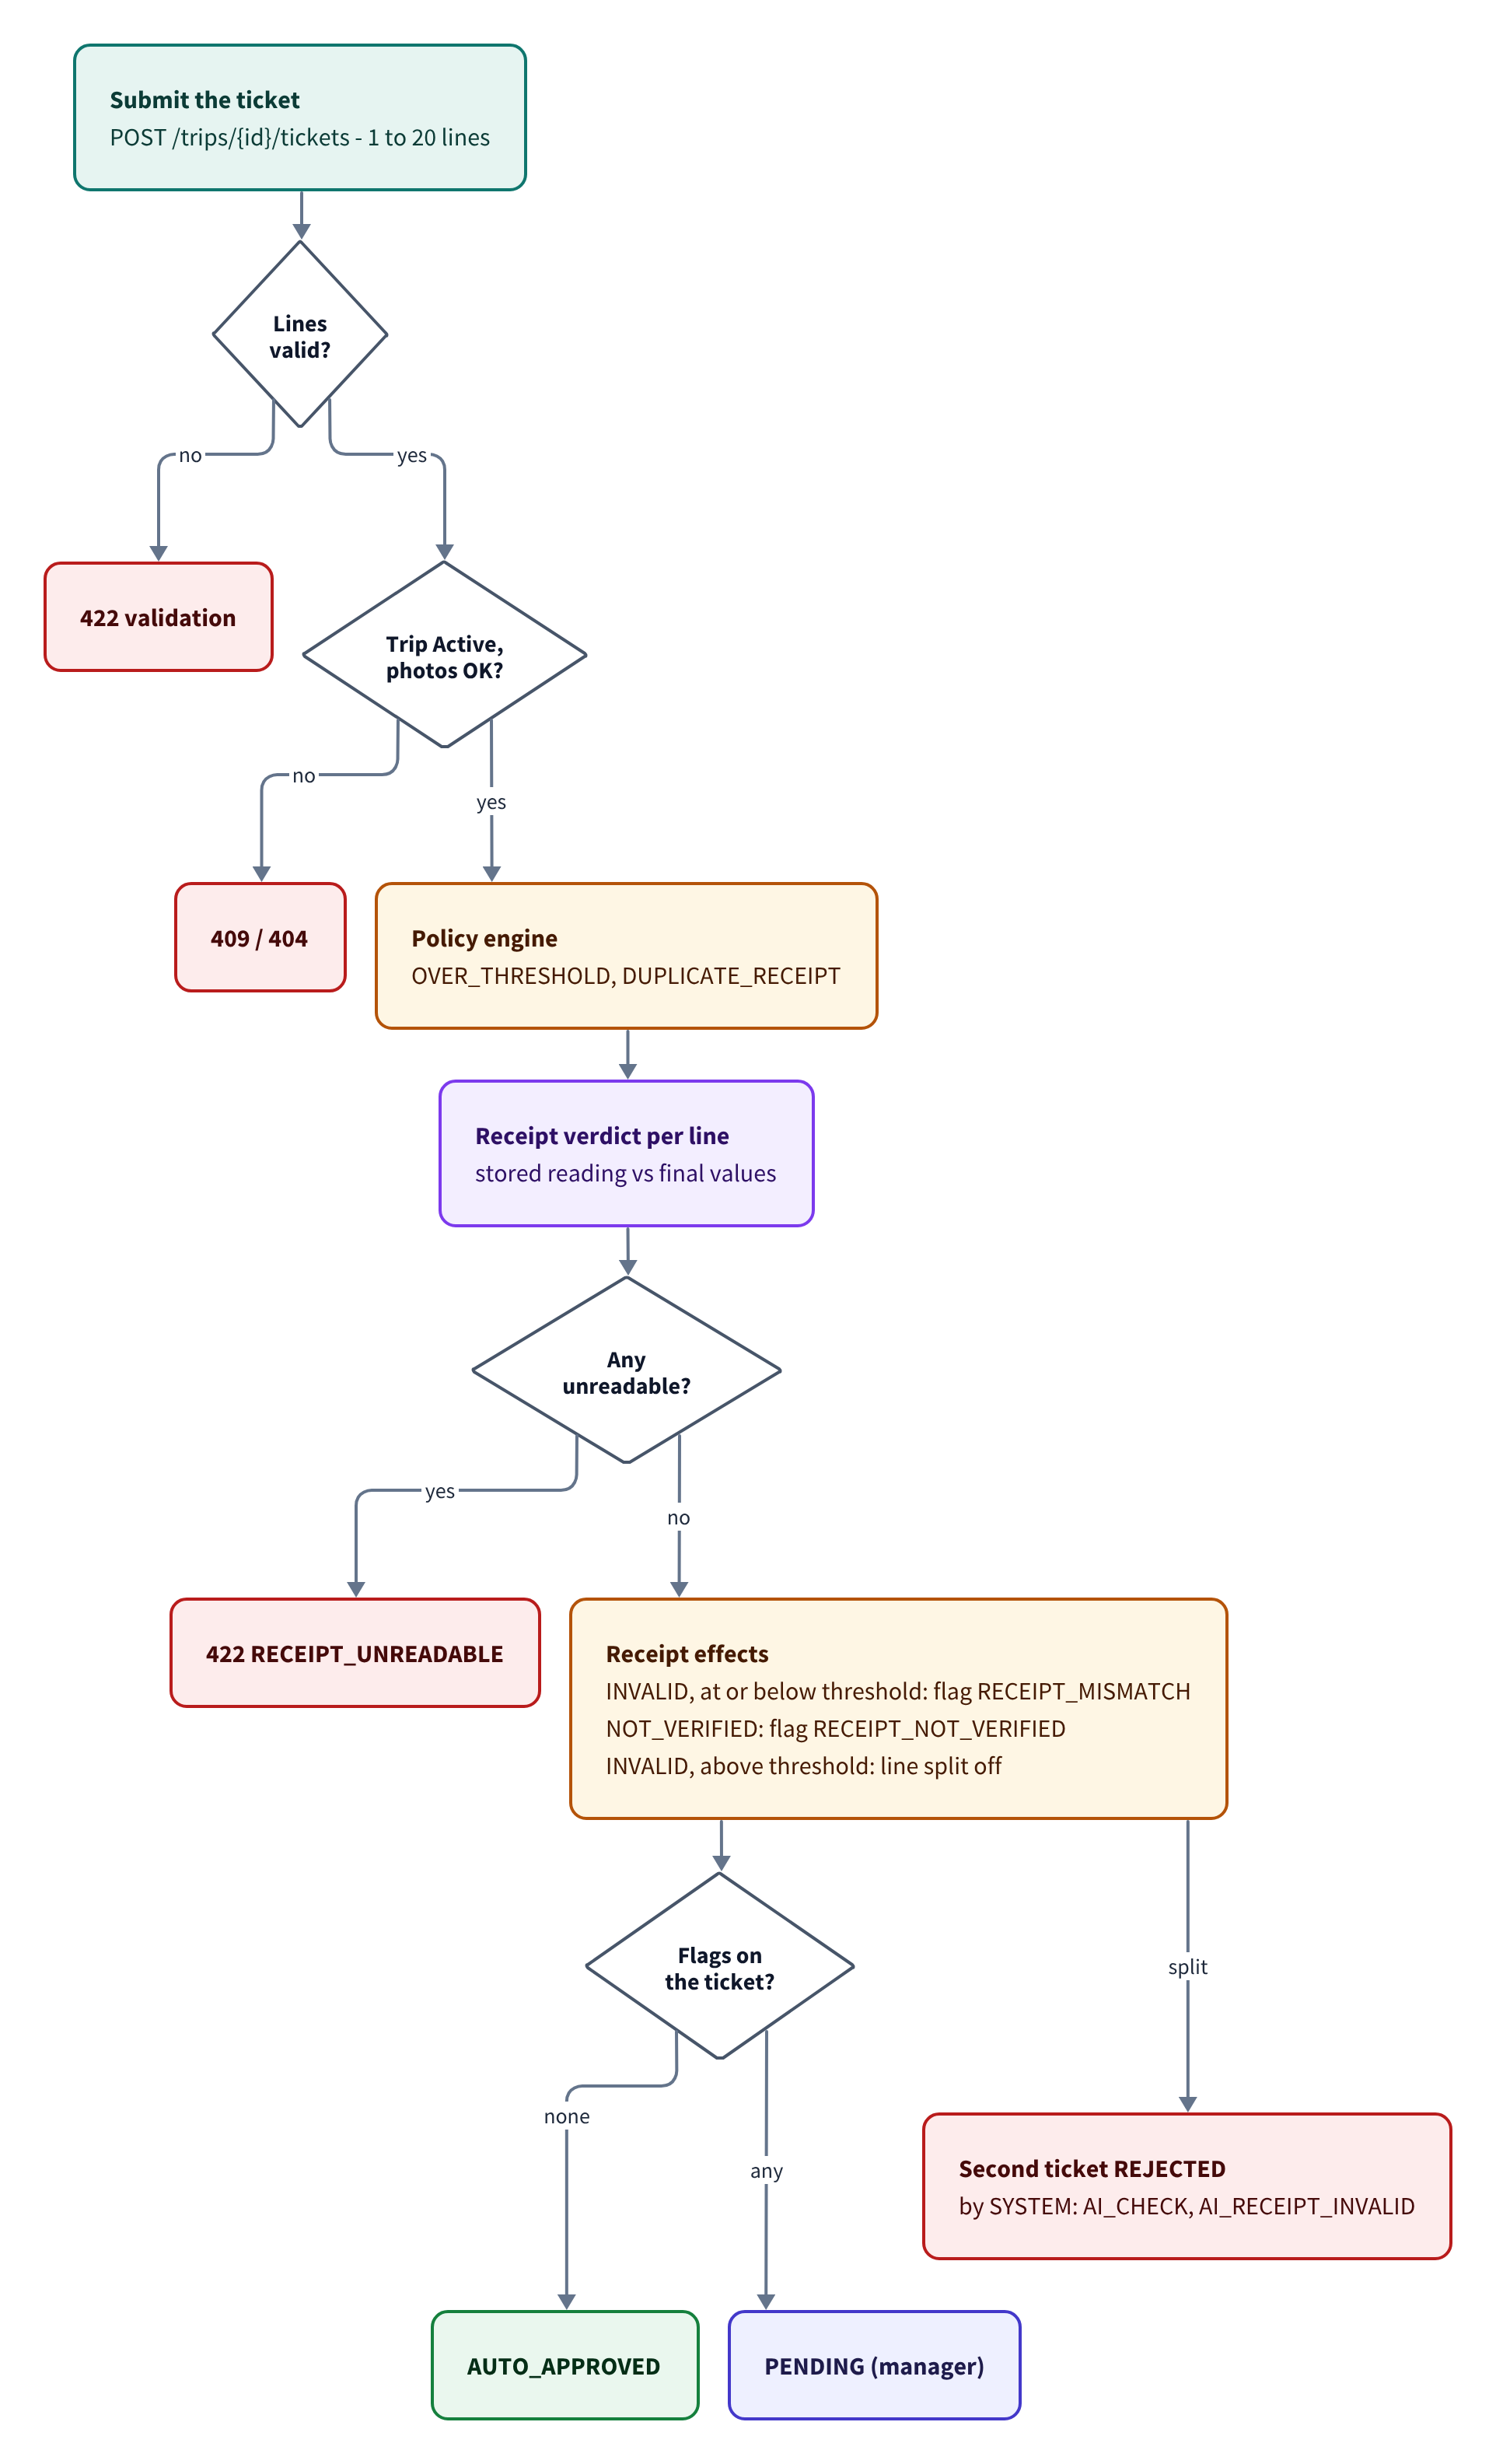 Submit the ticket
POST /trips/{id}/tickets - 1 to 20 lines
Lines
valid?
no
yes
422 validation
Trip Active,
photos OK?
no
yes
409 / 404
Policy engine
OVER_THRESHOLD, DUPLICATE_RECEIPT
Receipt verdict per line
stored reading vs final values
Any
unreadable?
yes
no
422 RECEIPT_UNREADABLE
Receipt effects
INVALID, at or below threshold: flag RECEIPT_MISMATCH
NOT_VERIFIED: flag RECEIPT_NOT_VERIFIED
INVALID, above threshold: line split off
Flags on
the ticket?
split
none
any
Second ticket REJECTED
by SYSTEM: AI_CHECK, AI_RECEIPT_INVALID
AUTO_APPROVED
PENDING (manager)